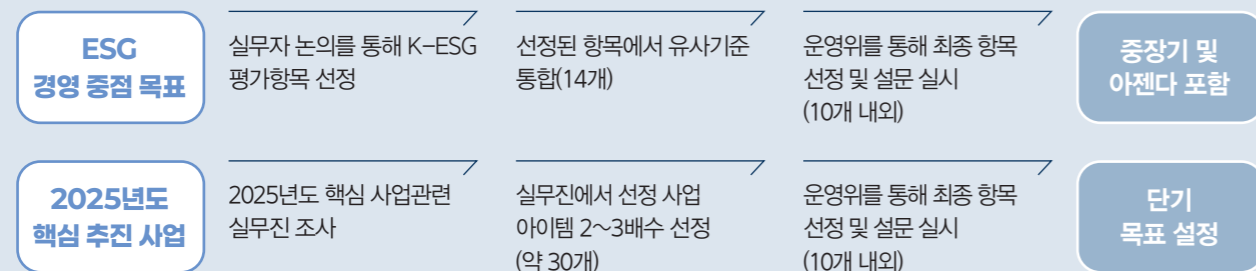 ESG
경영 중점 목표
실무자 논의를 통해 K-ESG
평가항목 선정
선정된 항목에서 유사기준
통합(14개)
운영위를 통해 최종 항목
선정 및 설문 실시
(10개 내외)
중장기 및
아젠다 포함
2025년도
핵심 추진 사업
2025년도 핵심 사업관련
실무진 조사
실무진에서 선정 사업
아이템 2~3배수 선정
(약 30개)
운영위를 통해 최종 항목
선정 및 설문 실시
(10개 내외)
단기
목표 설정